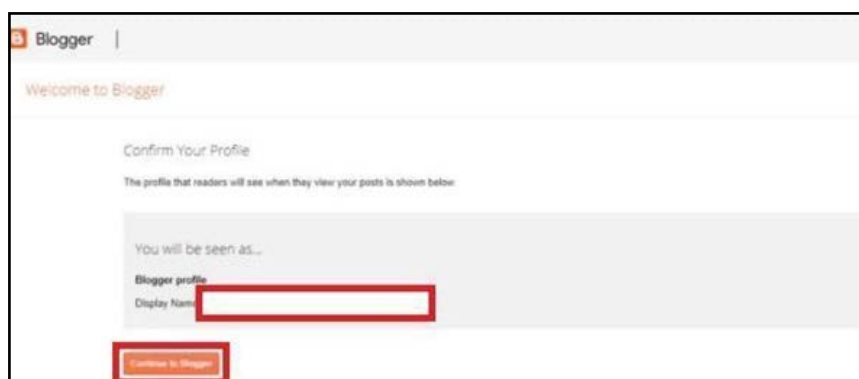 Blogger
Welcome to Blogger
Confirm Your Profile
The profile that readers will see when they view your posts is shown below.
You will be seen as...
Blogger profile
Display Name
Continue to Blogger